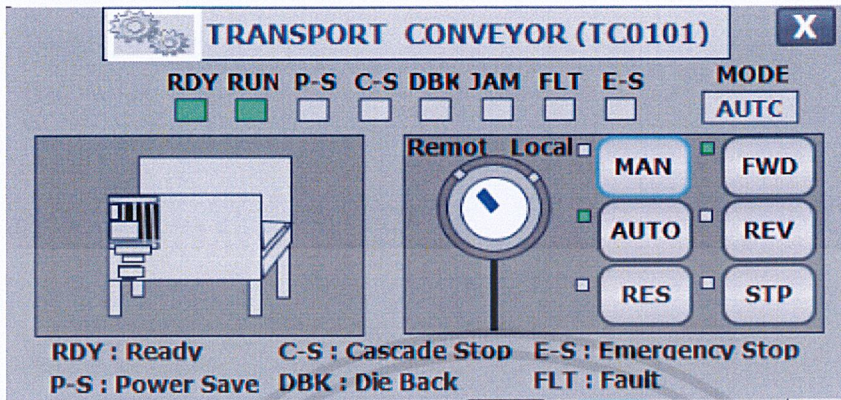 TRANSPORT CONVEYOR (TC0101) X
RDY RUN P-S C-S DBK JAM FLT E-S MODE
AUTC
Remot Local MAN FWD
AUTO REV
RES STP
RDY : Ready C-S : Cascade Stop E-S : Emergency Stop
P-S : Power Save DBK : Die Back FLT : Fault